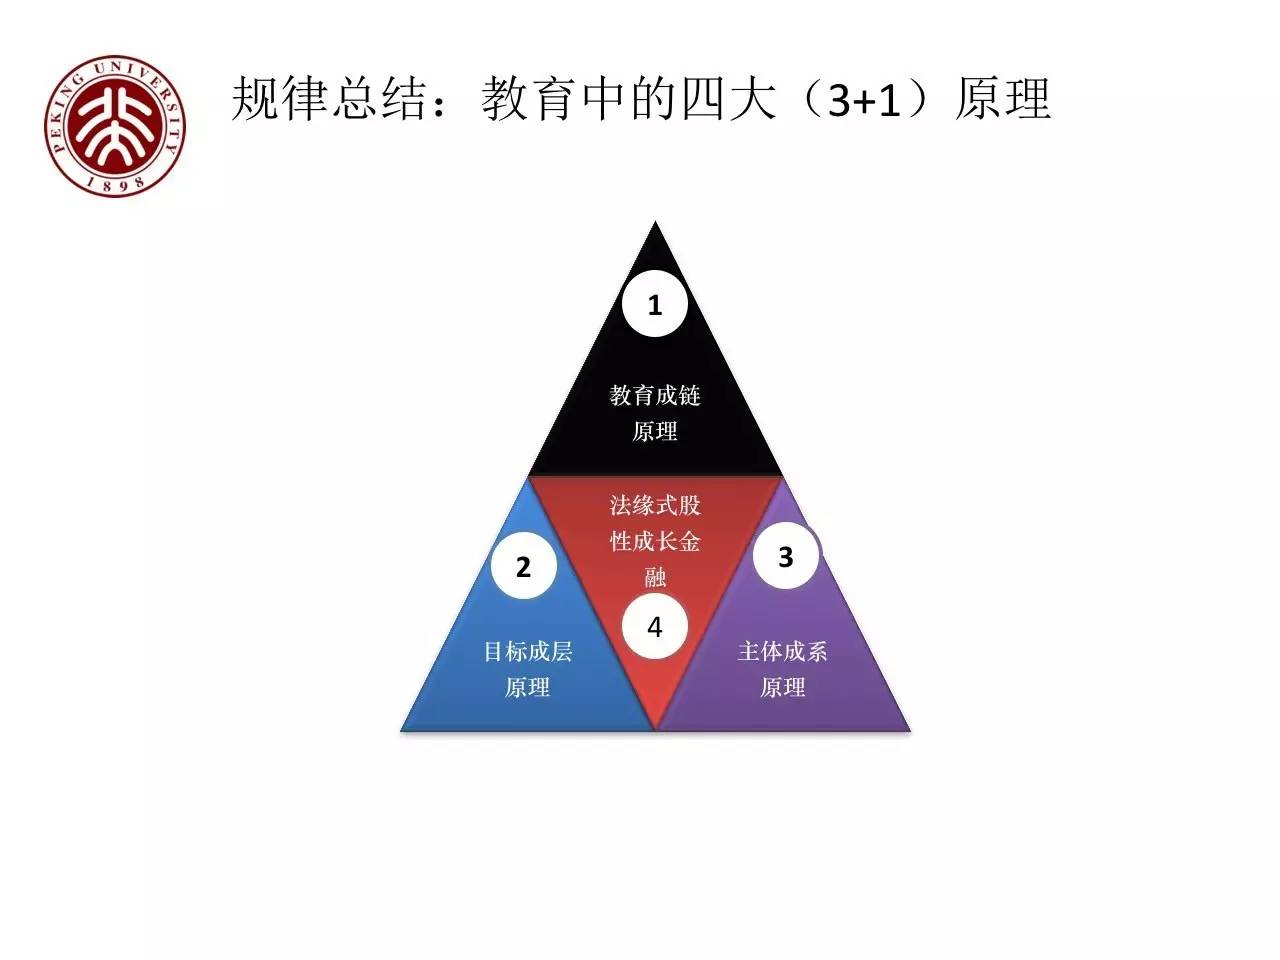 PEKING UNIVERSITY
1898
规律总结：教育中的四大（3+1）原理
1
教育成链
原理
法缘式股
性成长金
融
4
2
目标成层
原理
3
主体成系
原理